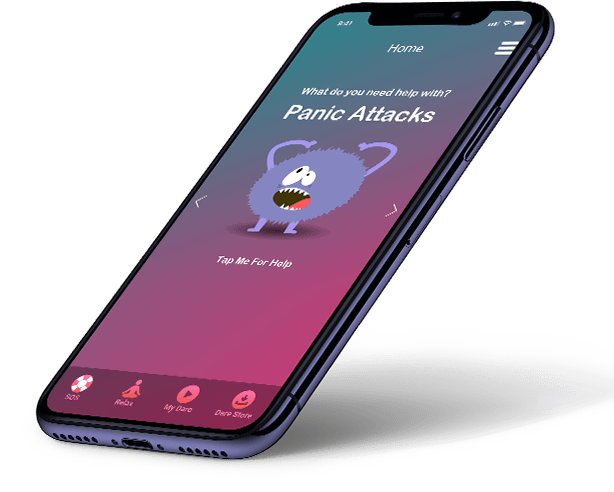 9:41
Home
What do you need help with?
Panic Attacks
Tap Me For Help
SOS
Relax
My Dare
Dare Store